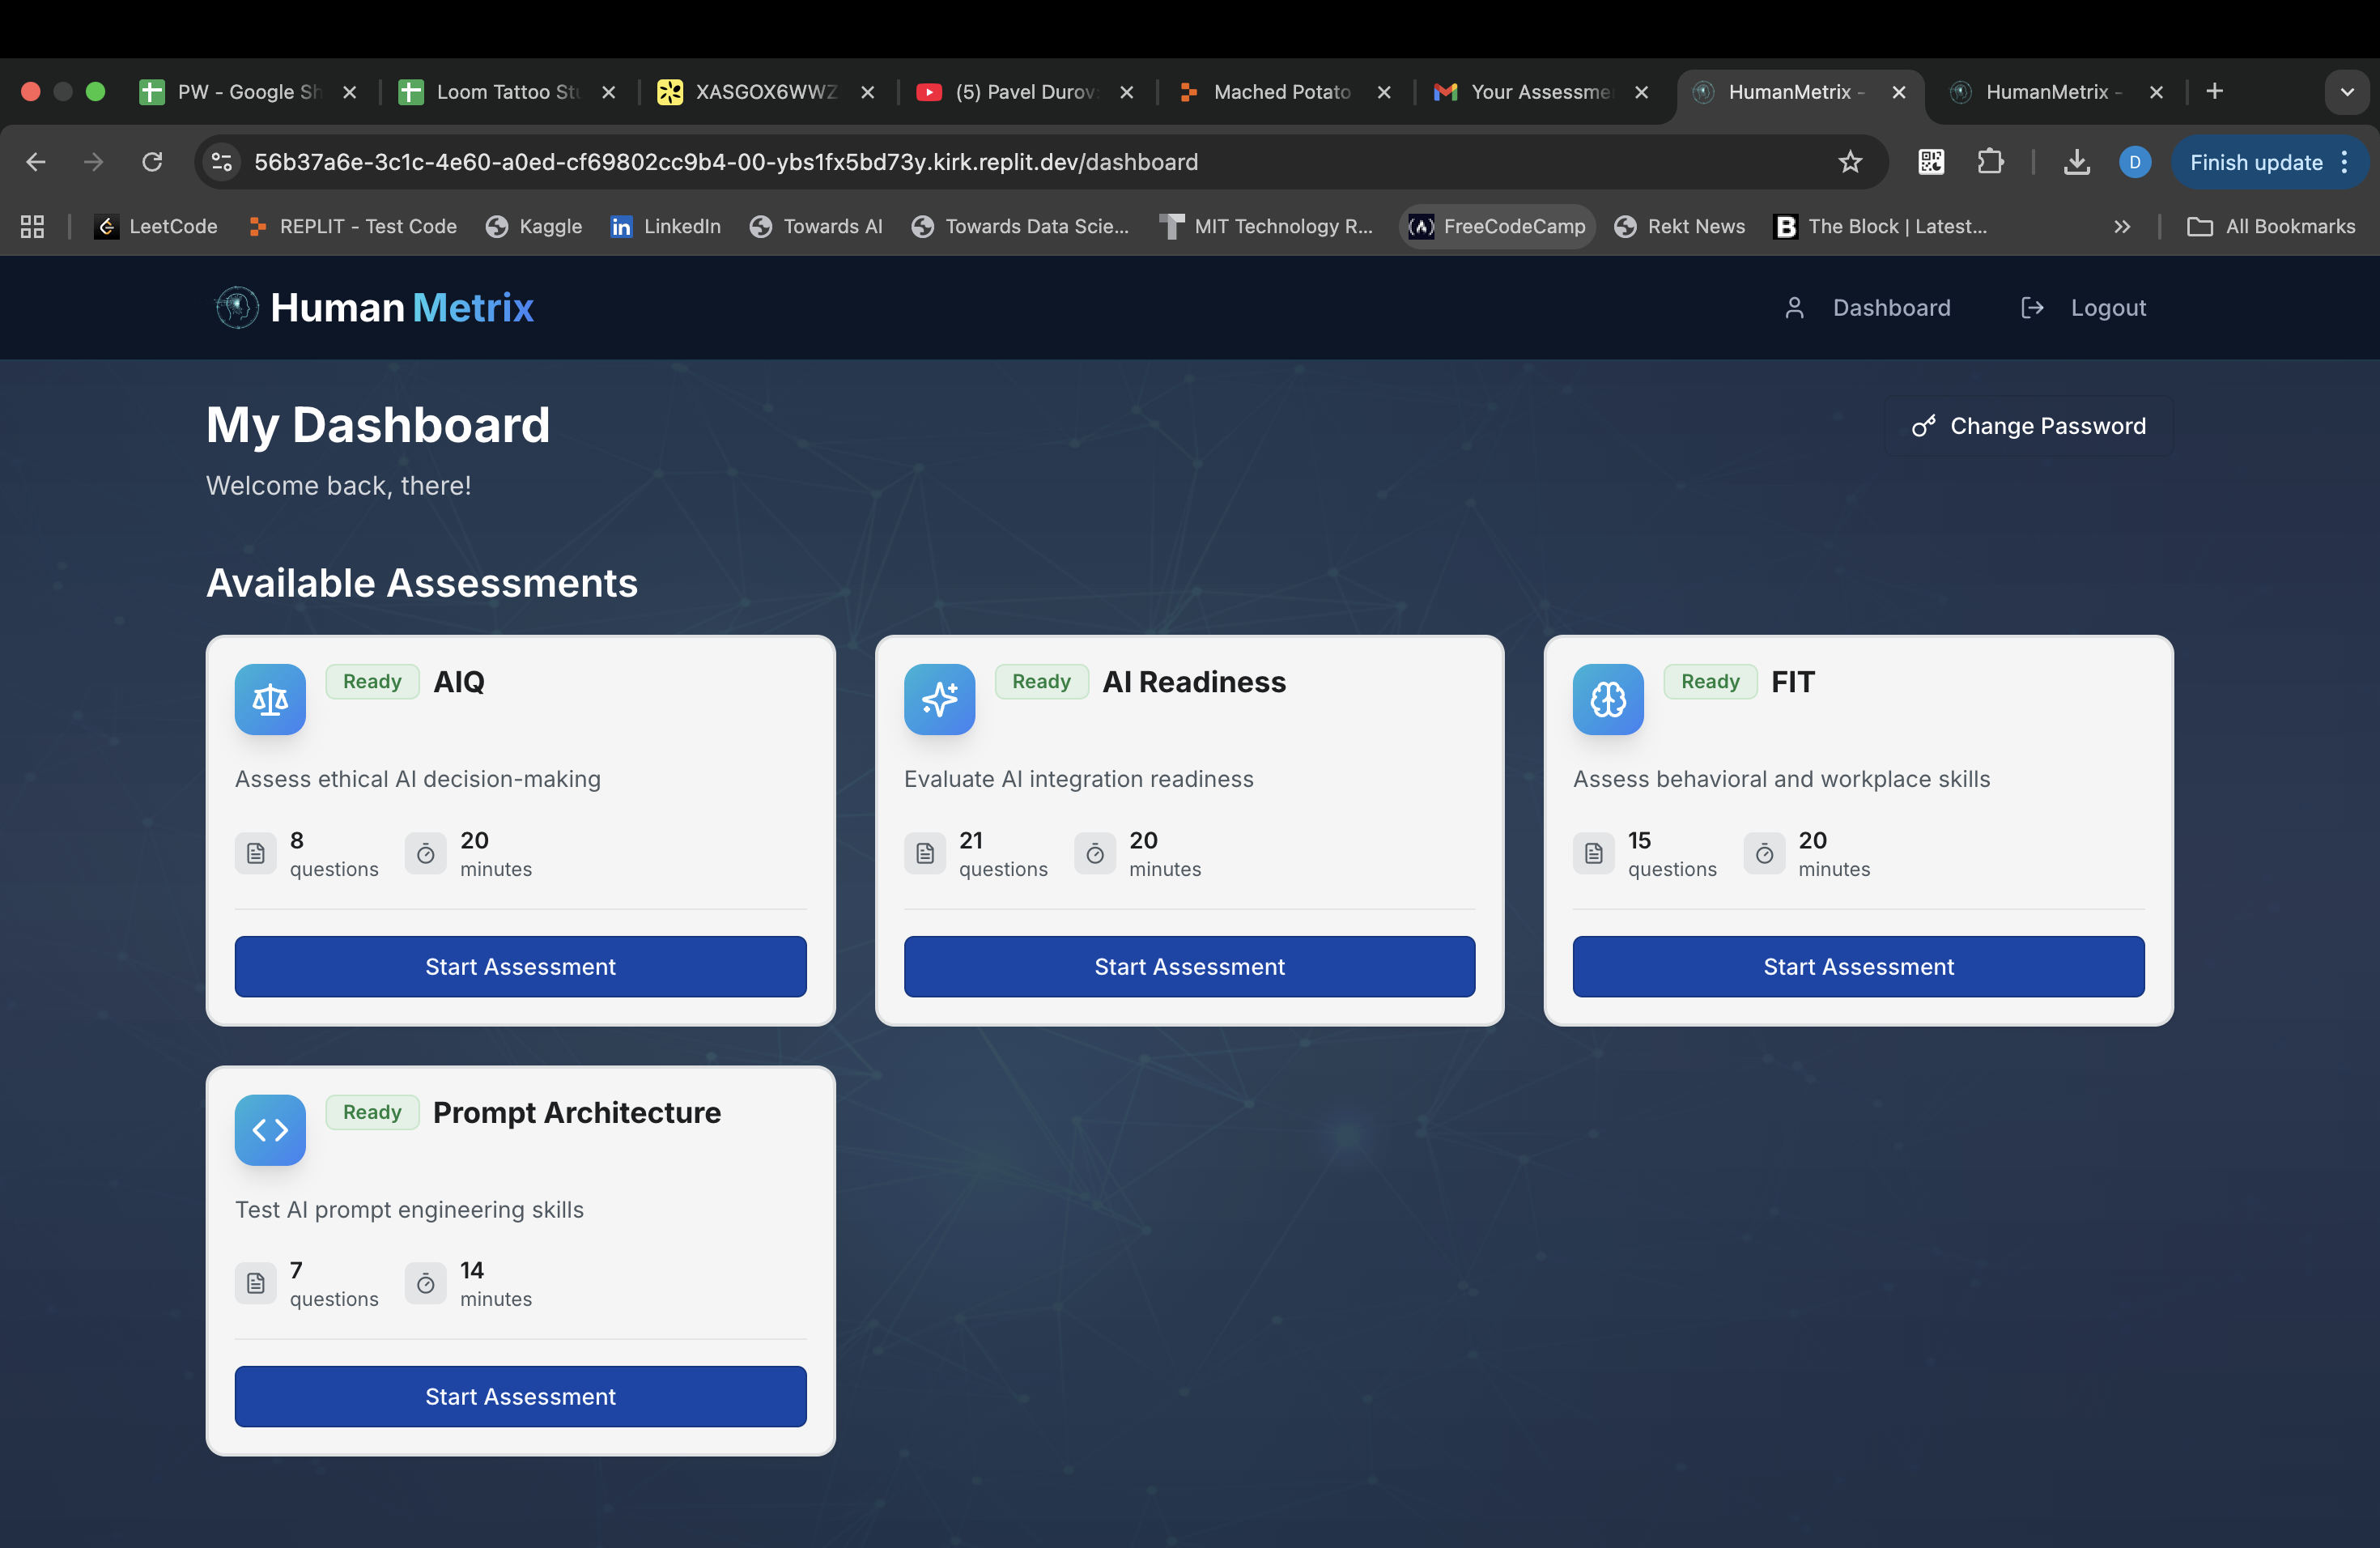 PW - Google Sh
Loom Tattoo Stu
XASGOX6WWZ
(5) Pavel Durov:
Mached Potato
Your Assessme
HumanMetrix -
HumanMetrix -
56b37a6e-3c1c-4e60-a0ed-cf69802cc9b4-00-ybs1fx5bd73y.kirk.replit.dev/dashboard
D
Finish update
LeetCode
REPLIT - Test Code
Kaggle
LinkedIn
Towards AI
Towards Data Scie...
MIT Technology R...
FreeCodeCamp
Rekt News
The Block | Latest...
All Bookmarks
Human Metrix
Dashboard
Logout
My Dashboard
Change Password
Welcome back, there!
Available Assessments
Ready AIQ
Assess ethical AI decision-making
8 questions
20 minutes
Start Assessment
Ready AI Readiness
Evaluate AI integration readiness
21 questions
20 minutes
Start Assessment
Ready FIT
Assess behavioral and workplace skills
15 questions
20 minutes
Start Assessment
Ready Prompt Architecture
Test AI prompt engineering skills
7 questions
14 minutes
Start Assessment